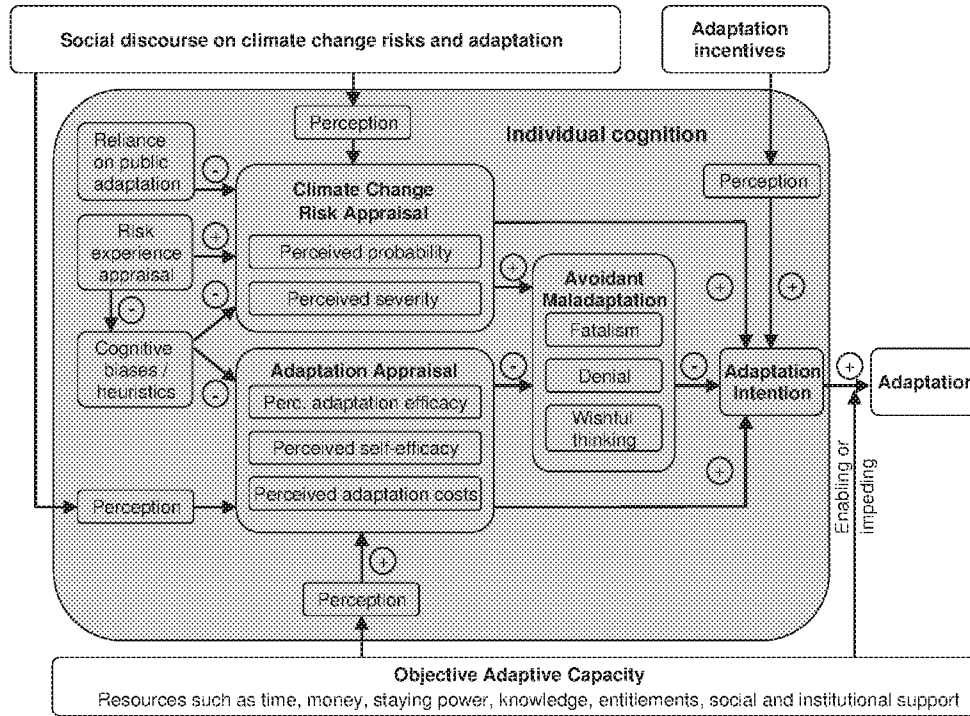 Social discourse on climate change risks and adaptation
Adaptation
incentives
Perception
Individual cognition
Reliance
on public
adaptation
-
Perception
Climate Change
Risk Appraisal
Risk
experience
appraisal
+
Perceived probability
Perceived severity
-
-
+
Avoidant
Maladaptation
Fatalism
Denial
Wishful
thinking
+
+
Cognitive
biases /
heuristics
-
Adaptation Appraisal
Perc. adaptation efficacy
Perceived self-efficacy
Perceived adaptation costs
-
-
Adaptation
Intention
+
Adaptation
+
Enabling or
impeding
Perception
+
Perception
Objective Adaptive Capacity
Resources such as time, money, staying power, knowledge, entitlements, social and institutional support